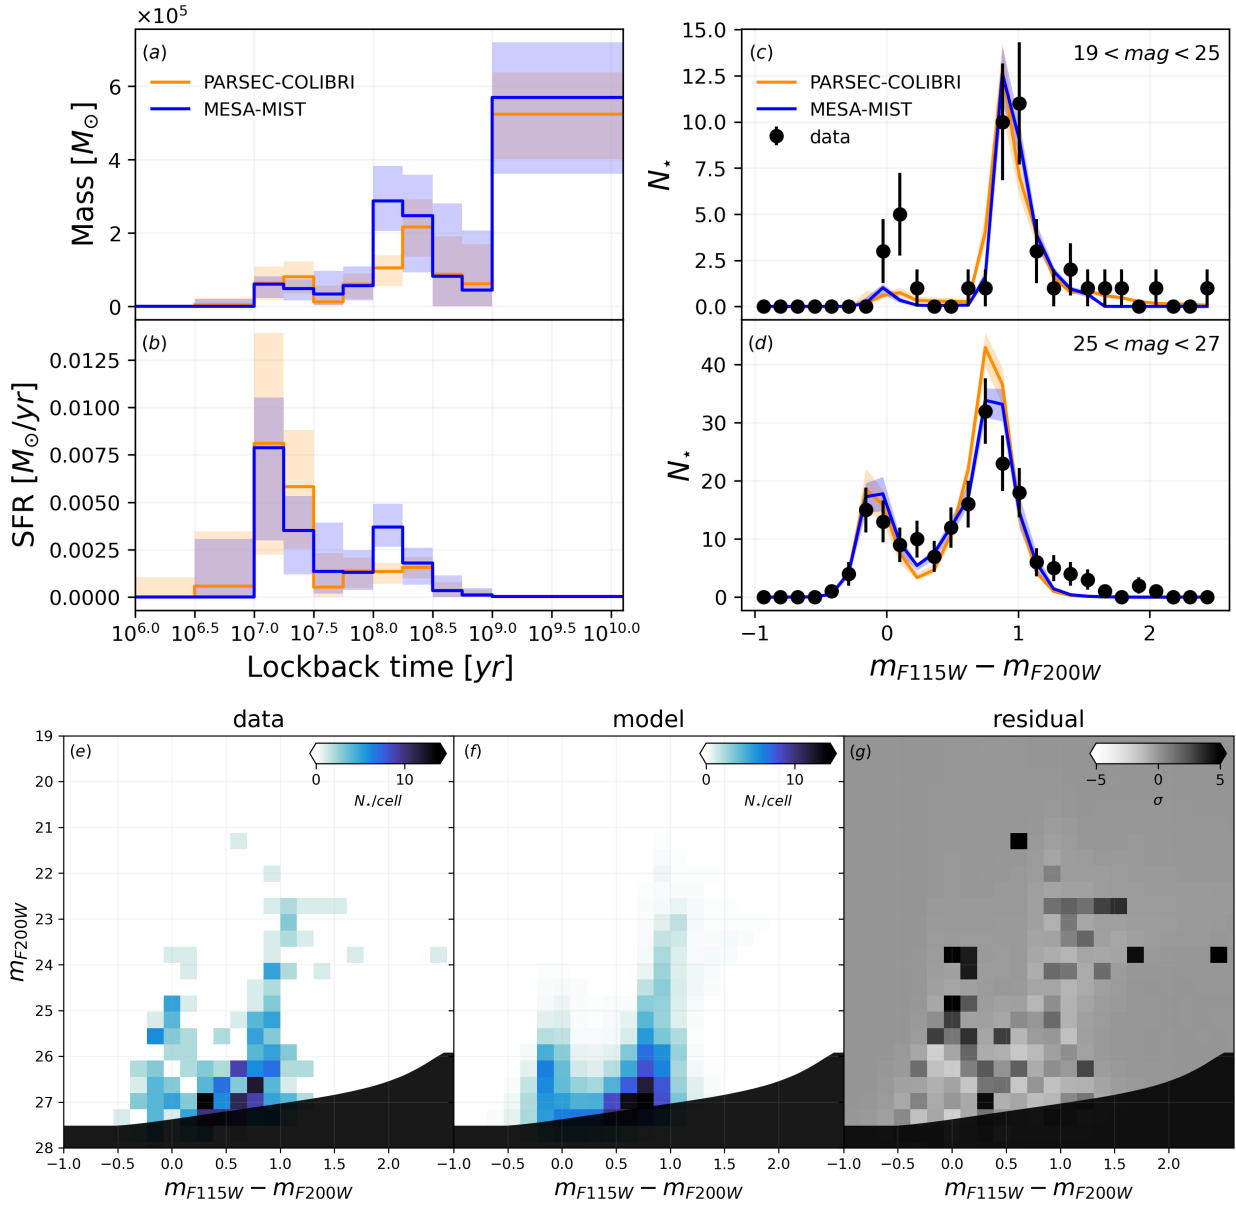 ×10⁵
(a)
PARSEC-COLIBRI
MESA-MIST
Mass [M⊙]
6
4
2
0
(b)
SFR [M⊙/yr]
0.0125
0.0100
0.0075
0.0050
0.0025
0.0000
10^6.0 10^6.5 10^7.0 10^7.5 10^8.0 10^8.5 10^9.0 10^9.5 10^10.0
Lockback time [yr]
(c)
19 < mag < 25
PARSEC-COLIBRI
MESA-MIST
data
N⋆
15.0
12.5
10.0
7.5
5.0
2.5
0.0
(d)
25 < mag < 27
N⋆
40
30
20
10
0
−1 0 1 2
m_F115W − m_F200W
data
(e)
0 10
N⋆/cell
m_F200W
19
20
21
22
23
24
25
26
27
28
−1.0 −0.5 0.0 0.5 1.0 1.5 2.0
m_F115W − m_F200W
model
(f)
0 10
N⋆/cell
−1.0 −0.5 0.0 0.5 1.0 1.5 2.0
m_F115W − m_F200W
residual
(g)
−5 0 5
σ
−1.0 −0.5 0.0 0.5 1.0 1.5 2.0
m_F115W − m_F200W